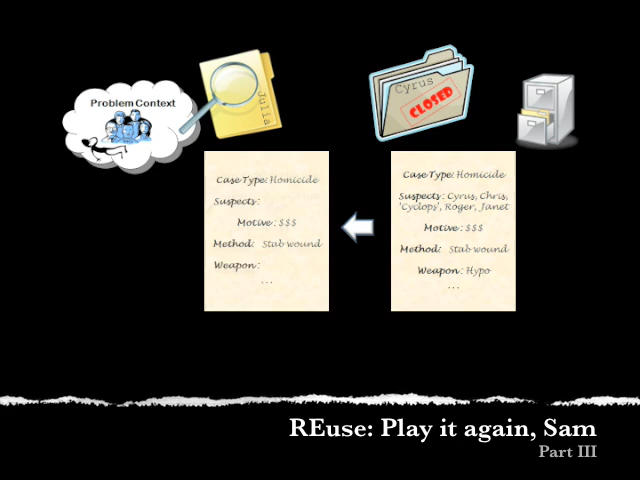 Problem Context
Julia
Cyrus
CLOSED
Case Type: Homicide
Suspects :
Motive : $$$
Method: Stab wound
Weapon :
...
Case Type: Homicide
Suspects : Cyrus, Chris,
'Cyclops', Roger, Janet
Motive : $$$
Method: Stab wound
Weapon : Hypo
...
REuse: Play it again, Sam
Part III